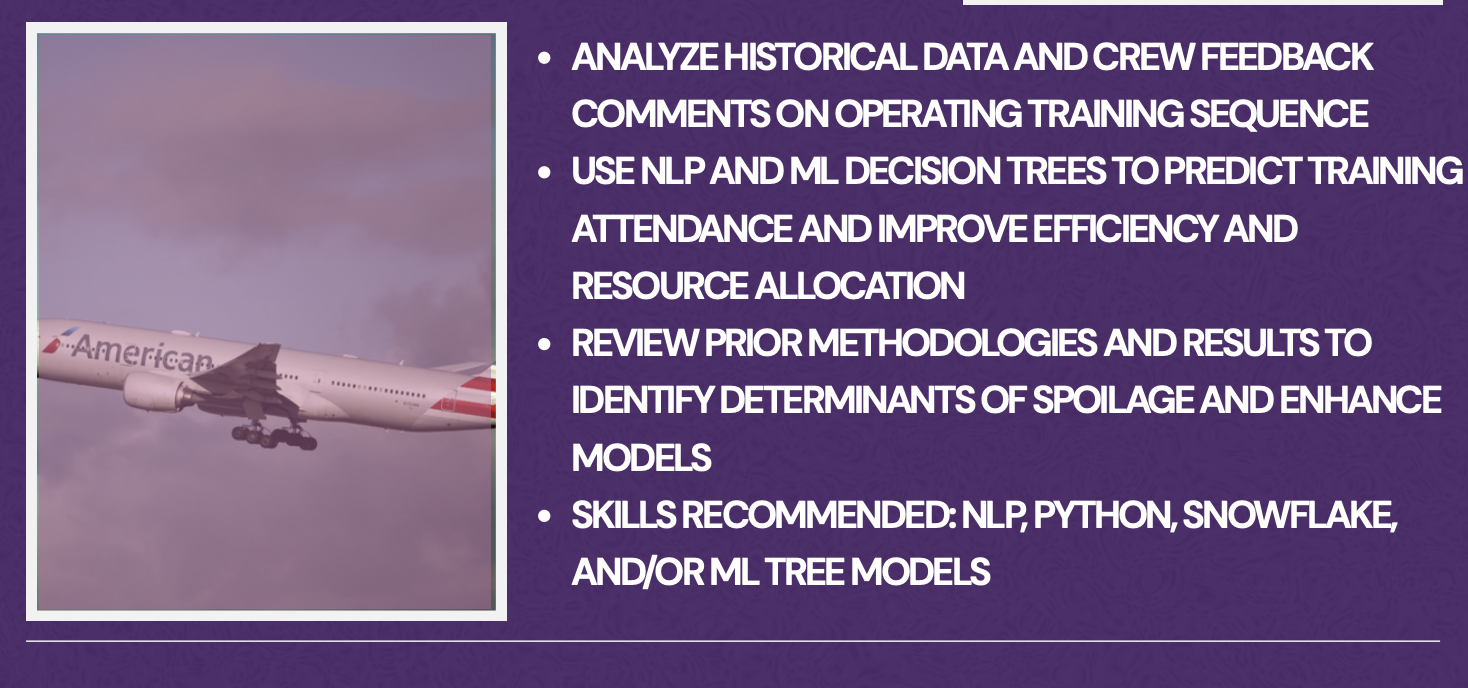 American
• ANALYZE HISTORICAL DATA AND CREW FEEDBACK
COMMENTS ON OPERATING TRAINING SEQUENCE
• USE NLP AND ML DECISION TREES TO PREDICT TRAINING
ATTENDANCE AND IMPROVE EFFICIENCY AND
RESOURCE ALLOCATION
• REVIEW PRIOR METHODOLOGIES AND RESULTS TO
IDENTIFY DETERMINANTS OF SPOILAGE AND ENHANCE
MODELS
• SKILLS RECOMMENDED: NLP, PYTHON, SNOWFLAKE,
AND/OR ML TREE MODELS